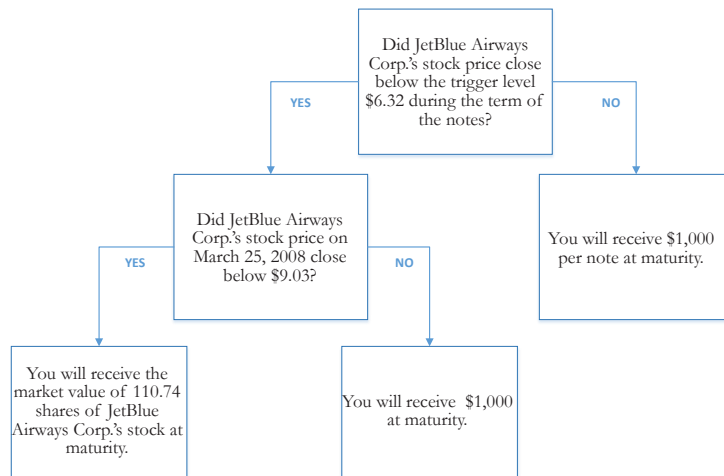 Did JetBlue Airways
Corp.'s stock price close
below the trigger level
$6.32 during the term of
the notes?
YES
NO
Did JetBlue Airways
Corp.'s stock price on
March 25, 2008 close
below $9.03?
You will receive $1,000
per note at maturity.
YES
NO
You will receive the
market value of 110.74
shares of JetBlue
Airways Corp.'s stock at
maturity.
You will receive $1,000
at maturity.